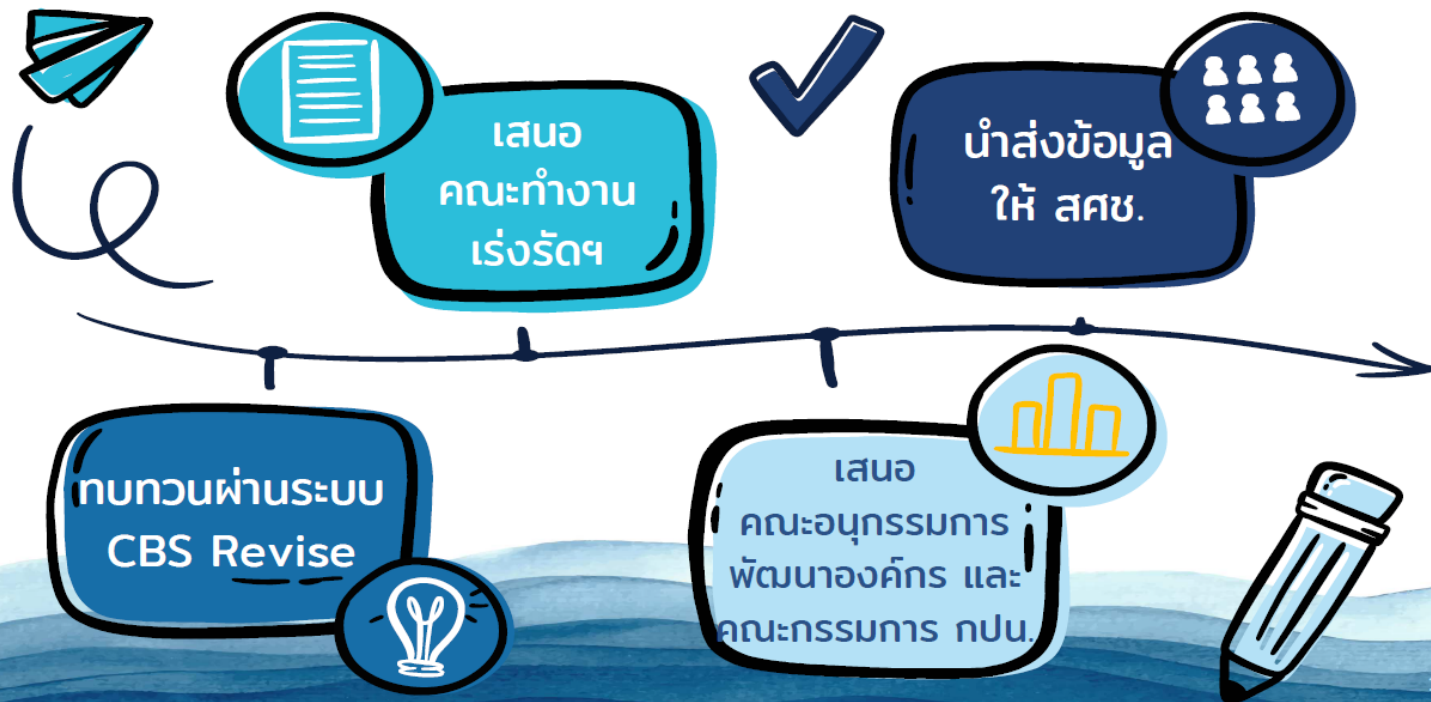 เสนอ
คณะทำงาน
เร่งรัดฯ
นำส่งข้อมูล
ให้ สศช.
ทบทวนผ่านระบบ
CBS Revise
เสนอ
คณะอนุกรรมการ
พัฒนาองค์กร และ
คณะกรรมการ กปน.